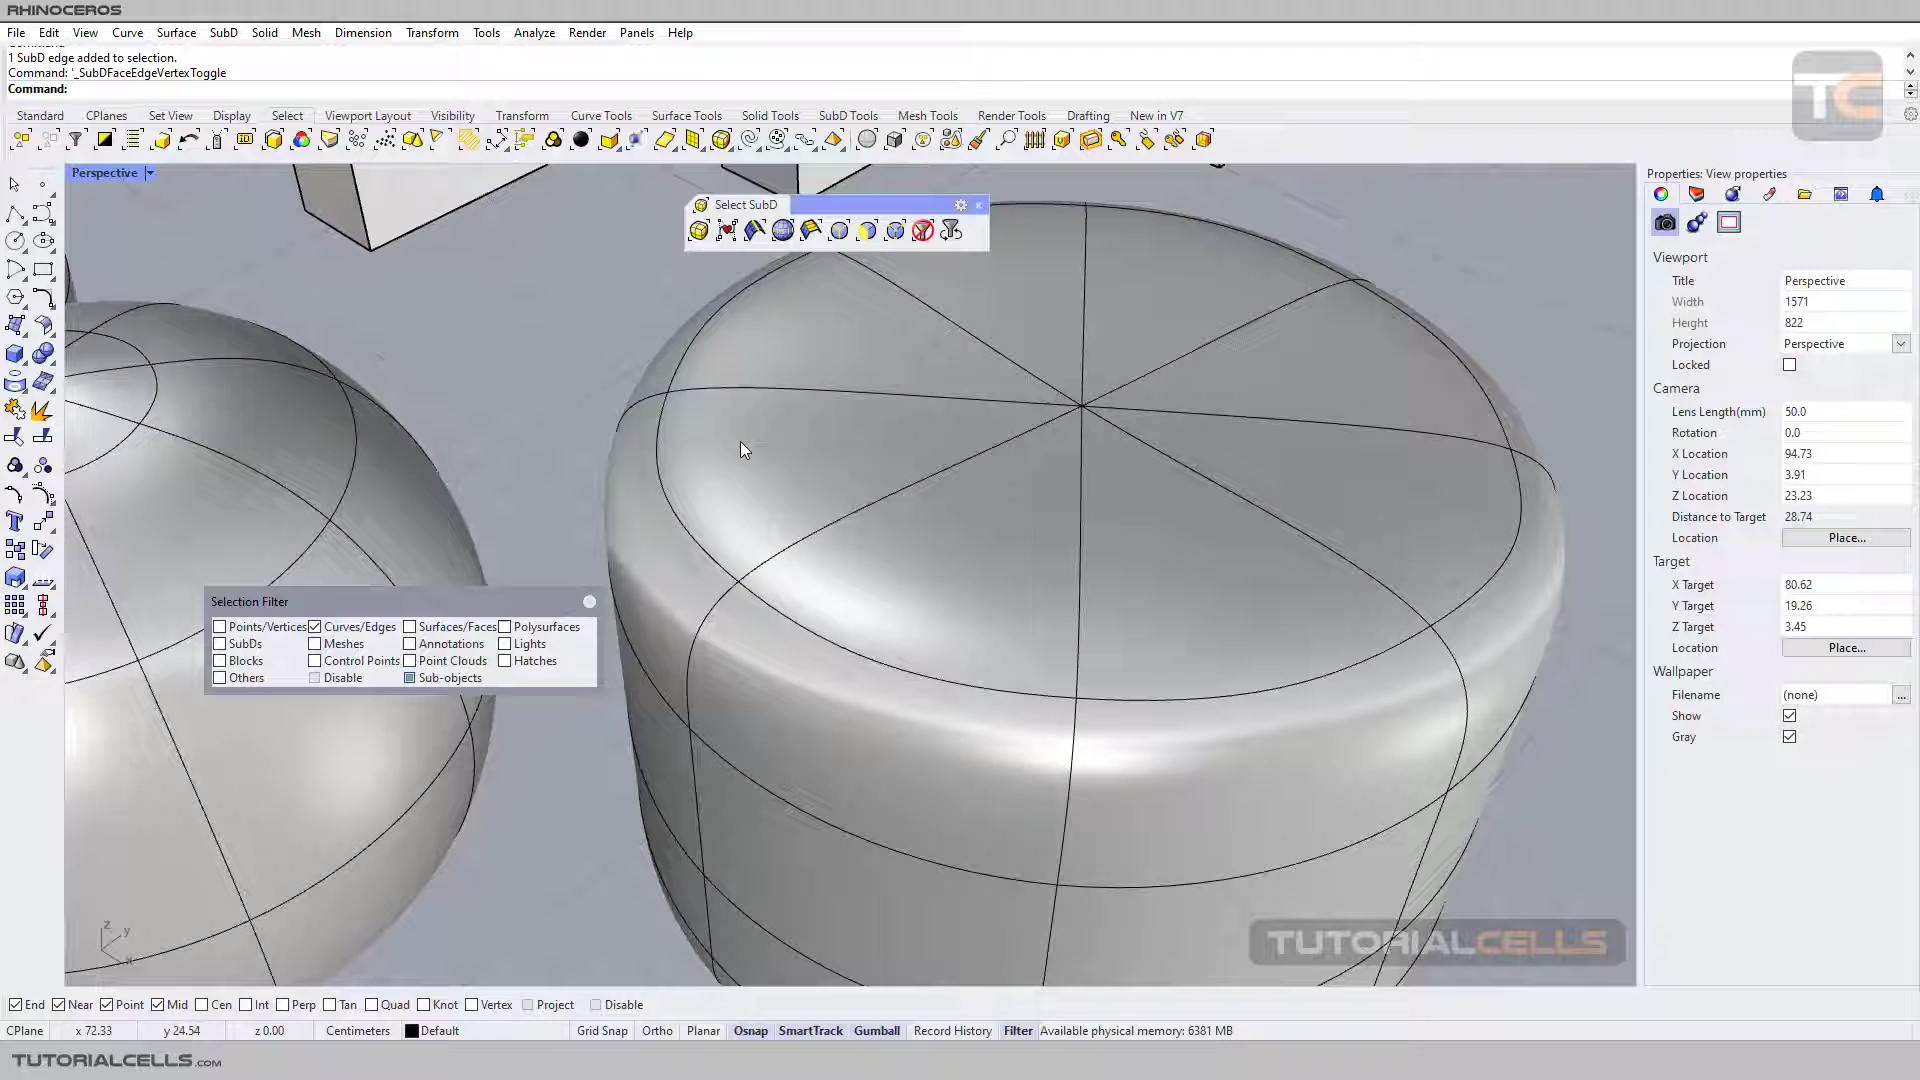 RHINOCEROS
File Edit View Curve Surface SubD Solid Mesh Dimension Transform Tools Analyze Render Panels Help
1 SubD edge added to selection.
Command: '_SubDFaceEdgeVertexToggle
Command:
TC
Standard CPlanes Set View Display Select Viewport Layout Visibility Transform Curve Tools Surface Tools Solid Tools SubD Tools Mesh Tools Render Tools Drafting New in V7
Perspective
Select SubD
Selection Filter
Points/Vertices Curves/Edges Surfaces/Faces Polysurfaces
SubDs Meshes Annotations Lights
Blocks Control Points Point Clouds Hatches
Others Disable Sub-objects
z
y
x
Properties: View properties
Viewport
Title Perspective
Width 1571
Height 822
Projection Perspective
Locked
Camera
Lens Length(mm) 50.0
Rotation 0.0
X Location 94.73
Y Location 3.91
Z Location 23.23
Distance to Target 28.74
Location Place...
Target
X Target 80.62
Y Target 19.26
Z Target 3.45
Location Place...
Wallpaper
Filename (none) ...
Show
Gray
TUTORIALCELLS
End Near Point Mid Cen Int Perp Tan Quad Knot Vertex Project Disable
CPlane x 72.33 y 24.54 z 0.00 Centimeters Default Grid Snap Ortho Planar Osnap SmartTrack Gumball Record History Filter Available physical memory: 6381 MB
TUTORIALCELLS.COM